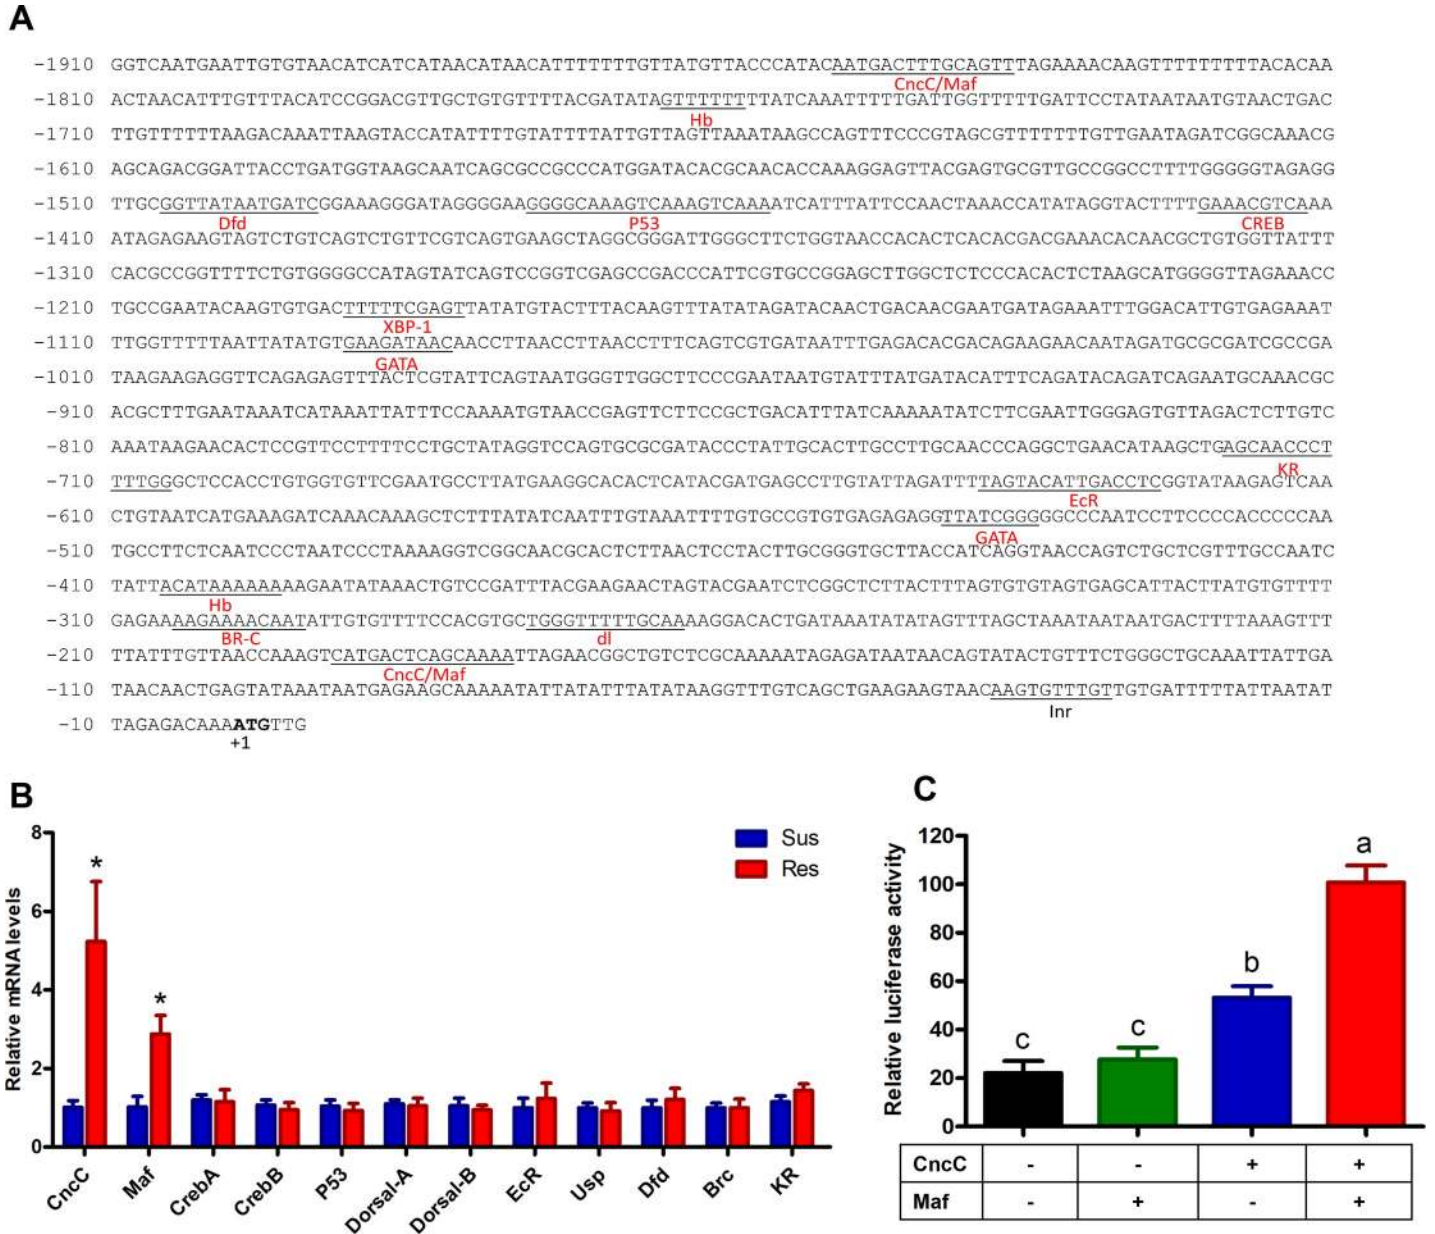 A
-1910 GGTCAATGAATTGTGTAACATCATCATAACATAACATTTTTTTGTTATGTTACCCATACAATGACTTTGCAGTTTAGAAAACAAGTTTTTTTTTTACACAA
CncC/Maf
-1810 ACTAACATTTGTTTACATCCGGACGTTGCTGTGTTTTACGATATAGTTTTTTTTATCAAATTTTTGATTGGTTTTTGATTCCTATAATAATGTAACTGAC
Hb
-1710 TTGTTTTTTAAGACAAATTAAGTACCATATTTTGTATTTTATTGTTAGTTAAATAAGCCAGTTTCCCGTAGCGTTTTTTTGTTGAATAGATCGGCAAACG
-1610 AGCAGACGGATTACCTGATGGTAAGCAATCAGCGCCGCCCATGGATACACGCAACACCAAAGGAGTTACGAGTGCGTTGCCGGCCTTTTGGGGGTAGAGG
-1510 TTGCGGTTATAATGATCGGAAAGGGATAGGGGAAGGGGCAAAGTCAAAGTCAAAATCATTTATTCCAACTAAACCATATAGGTACTTTTGAAACGTCAAA
Dfd P53 CREB
-1410 ATAGAGAAGTAGTCTGTCAGTCTGTTCGTCAGTGAAGCTAGGCGGGATTGGGCTTCTGGTAACCACACTCACACGACGAAACACAACGCTGTGGTTATTT
-1310 CACGCCGGTTTTCTGTGGGGCCATAGTATCAGTCCGGTCGAGCCGACCCATTCGTGCCGGAGCTTGGCTCTCCCACACTCTAAGCATGGGGTTAGAAACC
-1210 TGCCGAATACAAGTGTGACTTTTTCGAGTTATATGTACTTTACAAGTTTATATAGATACAACTGACAACGAATGATAGAAATTTGGACATTGTGAGAAAT
XBP-1
-1110 TTGGTTTTTAATTATATGTGAAGATAACAACCTTAACCTTAACCTTTCAGTCGTGATAATTTGAGACACGACAGAAGAACAATAGATGCGCGATCGCCGA
GATA
-1010 TAAGAAGAGGTTCAGAGAGTTTACTCGTATTCAGTAATGGGTTGGCTTCCCGAATAATGTATTTATGATACATTTCAGATACAGATCAGAATGCAAACGC
-910 ACGCTTTGAATAAATCATAAATTATTTCCAAAATGTAACCGAGTTCTTCCGCTGACATTTATCAAAAATATCTTCGAATTGGGAGTGTTAGACTCTTGTC
-810 AAATAAGAACACTCCGTTCCTTTTCCTGCTATAGGTCCAGTGCGCGATACCCTATTGCACTTGCCTTGCAACCCAGGCTGAACATAAGCTGAGCAACCCT
KR
-710 TTTGGGCTCCACCTGTGGTGTTCGAATGCCTTATGAAGGCACACTCATACGATGAGCCTTGTATTAGATTTTAGTACATTGACCTCGGTATAAGAGTCAA
EcR
-610 CTGTAATCATGAAAGATCAAACAAAGCTCTTTATATCAATTTGTAAATTTTGTGCCGTGTGAGAGAGGTTATCGGGGGCCCAATCCTTCCCCACCCCCAA
GATA
-510 TGCCTTCTCAATCCCTAATCCCTAAAAGGTCGGCAACGCACTCTTAACTCCTACTTGCGGGTGCTTACCATCAGGTAACCAGTCTGCTCGTTTGCCAATC
-410 TATTACATAAAAAAAAGAATATAAACTGTCCGATTTACGAAGAACTAGTACGAATCTCGGCTCTTACTTTAGTGTGTAGTGAGCATTACTTATGTGTTTT
Hb
-310 GAGAAAAGAAAACAATATTGTGTTTTCCACGTGCTGGGTTTTTGCAAAAGGACACTGATAAATATATAGTTTAGCTAAATAATAATGACTTTTAAAGTTT
BR-C dl
-210 TTATTTGTTAACCAAAGTCATGACTCAGCAAAATTAGAACGGCTGTCTCGCAAAAATAGAGATAATAACAGTATACTGTTTCTGGGCTGCAAATTATTGA
CncC/Maf
-110 TAACAACTGAGTATAAATAATGAGAAGCAAAAATATTATATTTATATAAGGTTTGTCAGCTGAAGAAGTAACAAGTGTTTGTTGTGATTTTTATTAATAT
Inr
-10 TAGAGACAAAATGTTG
+1
B
8
6
4
2
0
Relative mRNA levels
*
*
Sus
Res
CncC Maf CrebA CrebB P53 Dorsal-A Dorsal-B EcR Usp Dfd Brc KR
C
120
100
80
60
40
20
0
Relative luciferase activity
c c b a
CncC - - + +
Maf - + - +